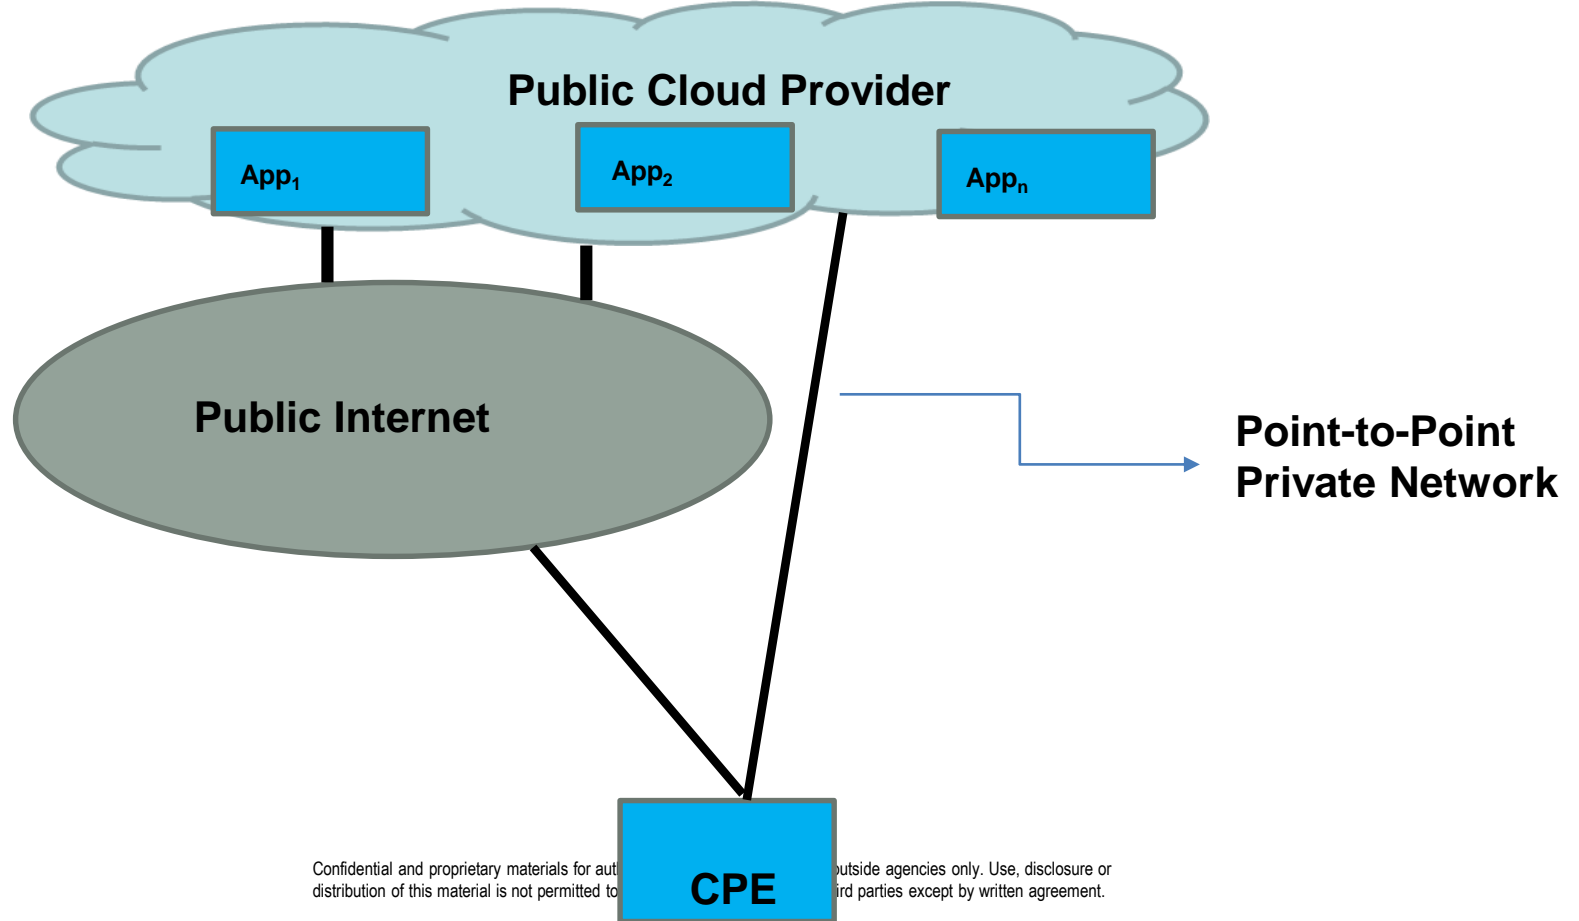 Public Cloud Provider
App₁
App₂
Appₙ
Public Internet
Point-to-Point
Private Network
Confidential and proprietary materials for outside agencies only. Use, disclosure or
distribution of this material is not permitted to parties except by written agreement.
CPE